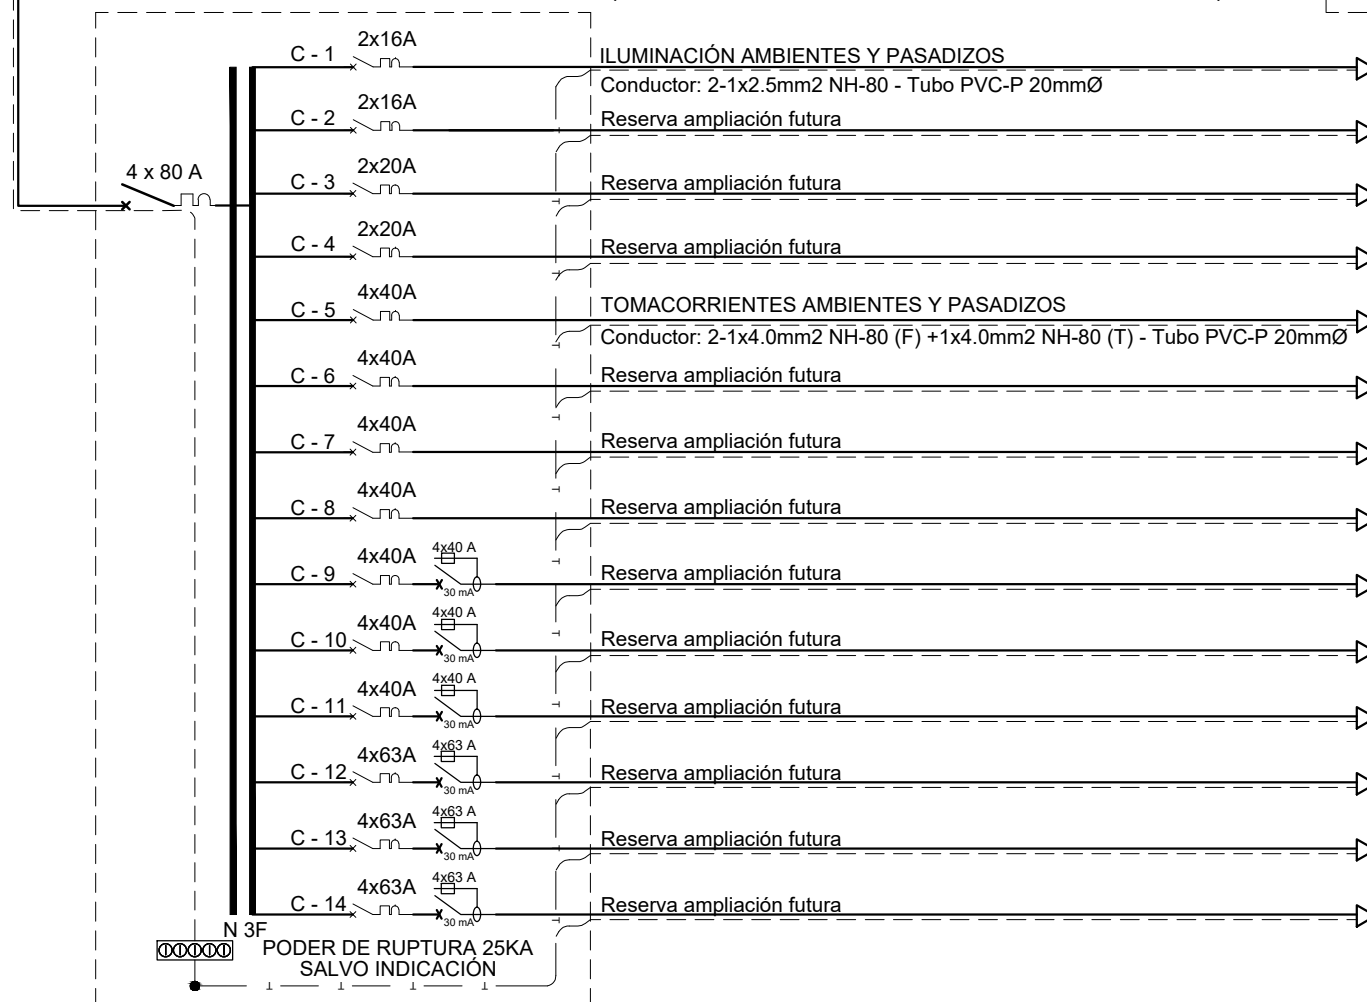 2x16A
C - 1
ILUMINACIÓN AMBIENTES Y PASADIZOS
Conductor: 2-1x2.5mm2 NH-80 - Tubo PVC-P 20mmØ
2x16A
C - 2
Reserva ampliación futura
4 x 80 A
2x20A
C - 3
Reserva ampliación futura
2x20A
C - 4
Reserva ampliación futura
4x40A
C - 5
TOMACORRIENTES AMBIENTES Y PASADIZOS
Conductor: 2-1x4.0mm2 NH-80 (F) +1x4.0mm2 NH-80 (T) - Tubo PVC-P 20mmØ
4x40A
C - 6
Reserva ampliación futura
4x40A
C - 7
Reserva ampliación futura
4x40A
C - 8
Reserva ampliación futura
4x40A
4x40 A
C - 9
30 mA
Reserva ampliación futura
4x40A
4x40 A
C - 10
30 mA
Reserva ampliación futura
4x40A
4x40 A
C - 11
30 mA
Reserva ampliación futura
4x63A
4x63 A
C - 12
30 mA
Reserva ampliación futura
4x63A
4x63 A
C - 13
30 mA
Reserva ampliación futura
4x63A
4x63 A
C - 14
30 mA
Reserva ampliación futura
N 3F
PODER DE RUPTURA 25KA
SALVO INDICACIÓN